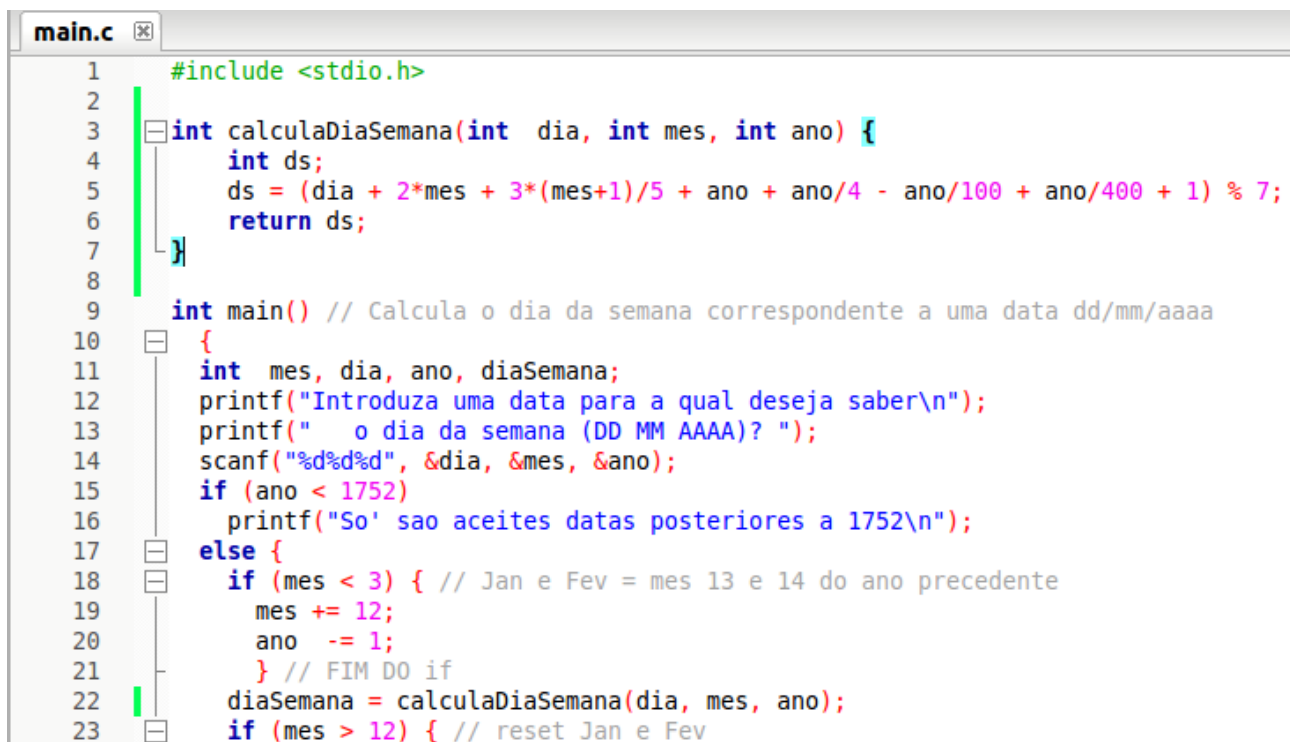 main.c
1 #include <stdio.h>
2
3 int calculaDiaSemana(int  dia, int mes, int ano) {
4     int ds;
5     ds = (dia + 2*mes + 3*(mes+1)/5 + ano + ano/4 - ano/100 + ano/400 + 1) % 7;
6     return ds;
7 }
8
9 int main() // Calcula o dia da semana correspondente a uma data dd/mm/aaaa
10   {
11   int  mes, dia, ano, diaSemana;
12   printf("Introduza uma data para a qual deseja saber\n");
13   printf("   o dia da semana (DD MM AAAA)? ");
14   scanf("%d%d%d", &dia, &mes, &ano);
15   if (ano < 1752)
16     printf("So' sao aceites datas posteriores a 1752\n");
17   else {
18     if (mes < 3) { // Jan e Fev = mes 13 e 14 do ano precedente
19       mes += 12;
20       ano  -= 1;
21       } // FIM DO if
22     diaSemana = calculaDiaSemana(dia, mes, ano);
23     if (mes > 12) { // reset Jan e Fev